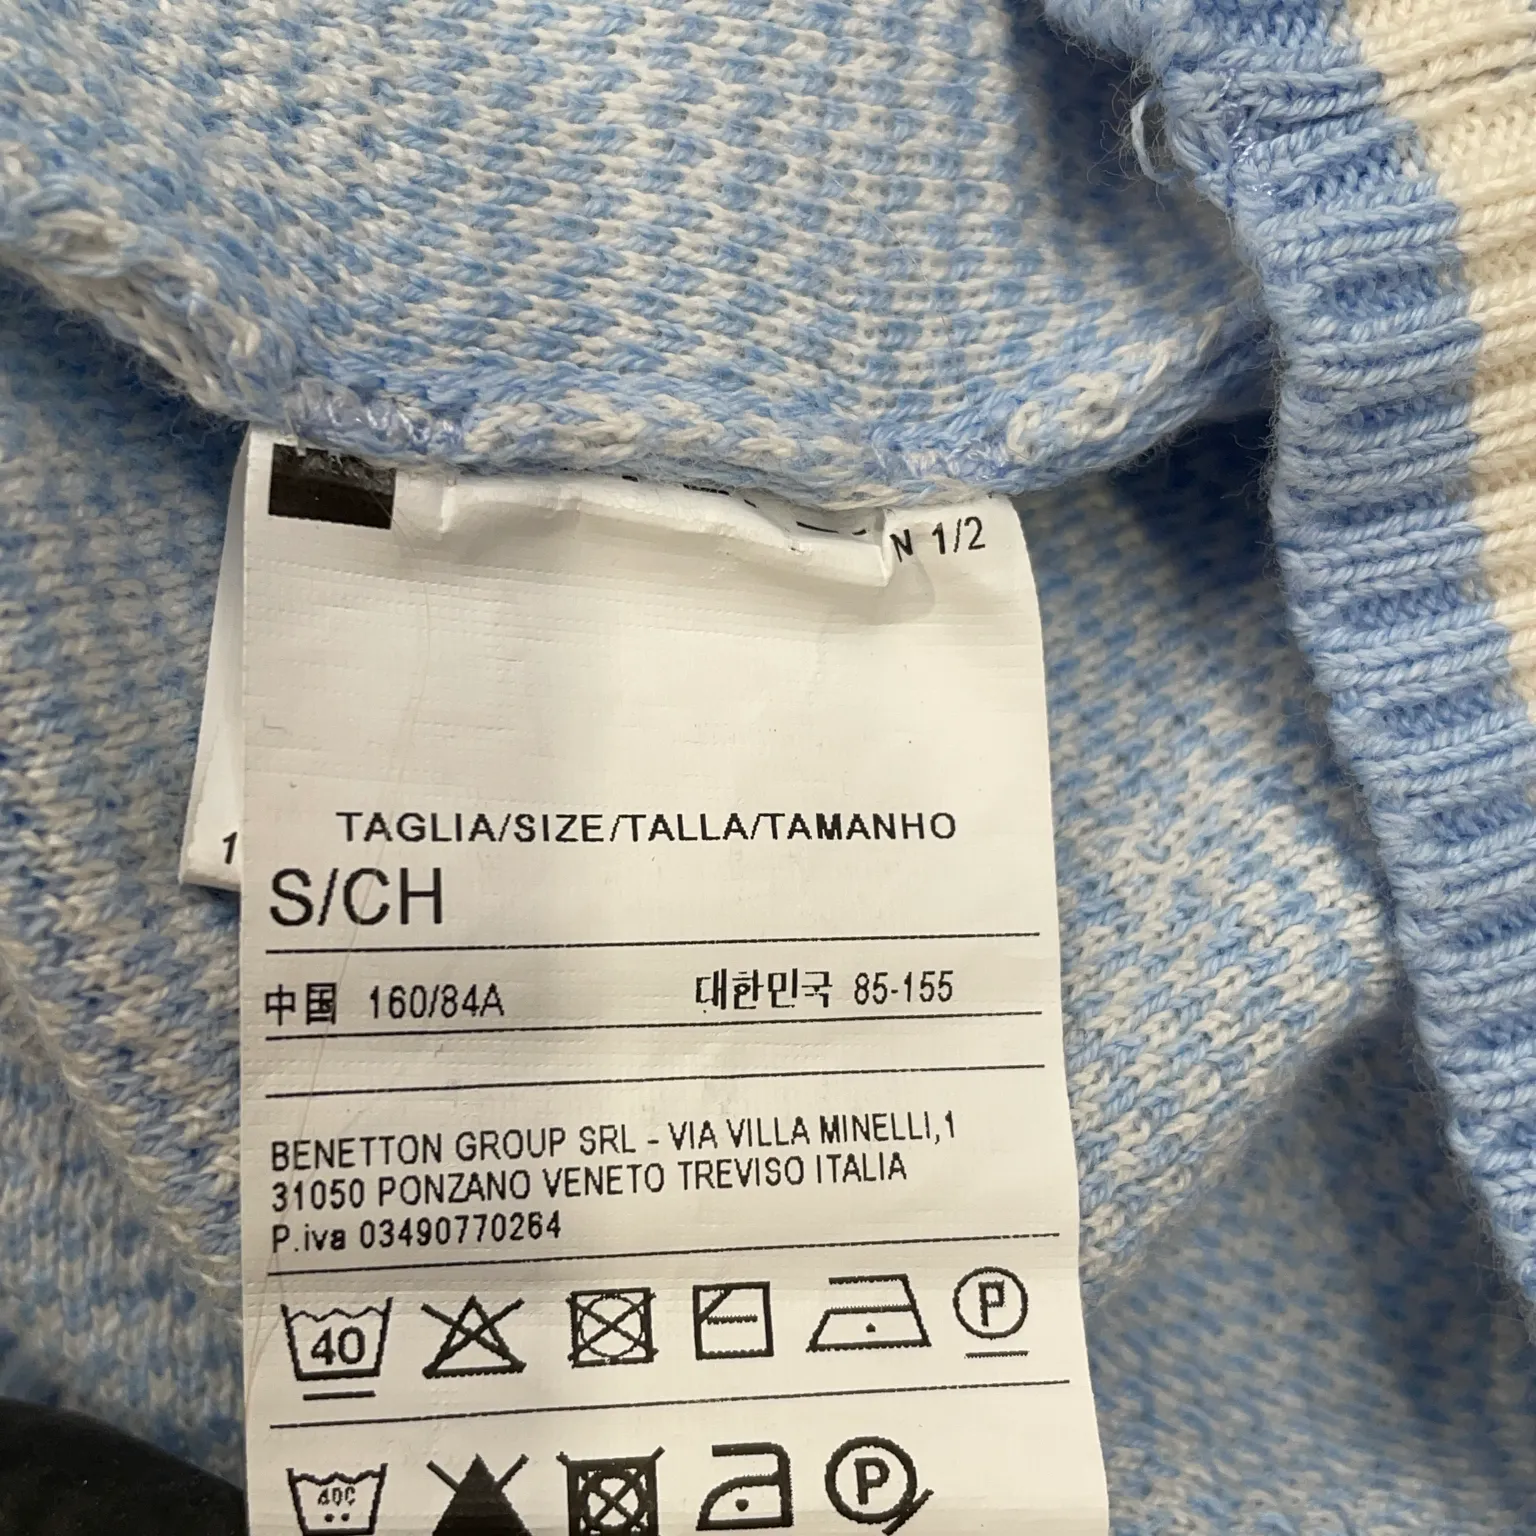 N 1/2
TAGLIA/SIZE/TALLA/TAMANHO
1
S/CH
中国 160/84A 대한민국 85-155
BENETTON GROUP SRL - VIA VILLA MINELLI,1
31050 PONZANO VENETO TREVISO ITALIA
P.iva 03490770264
40 P
40C P